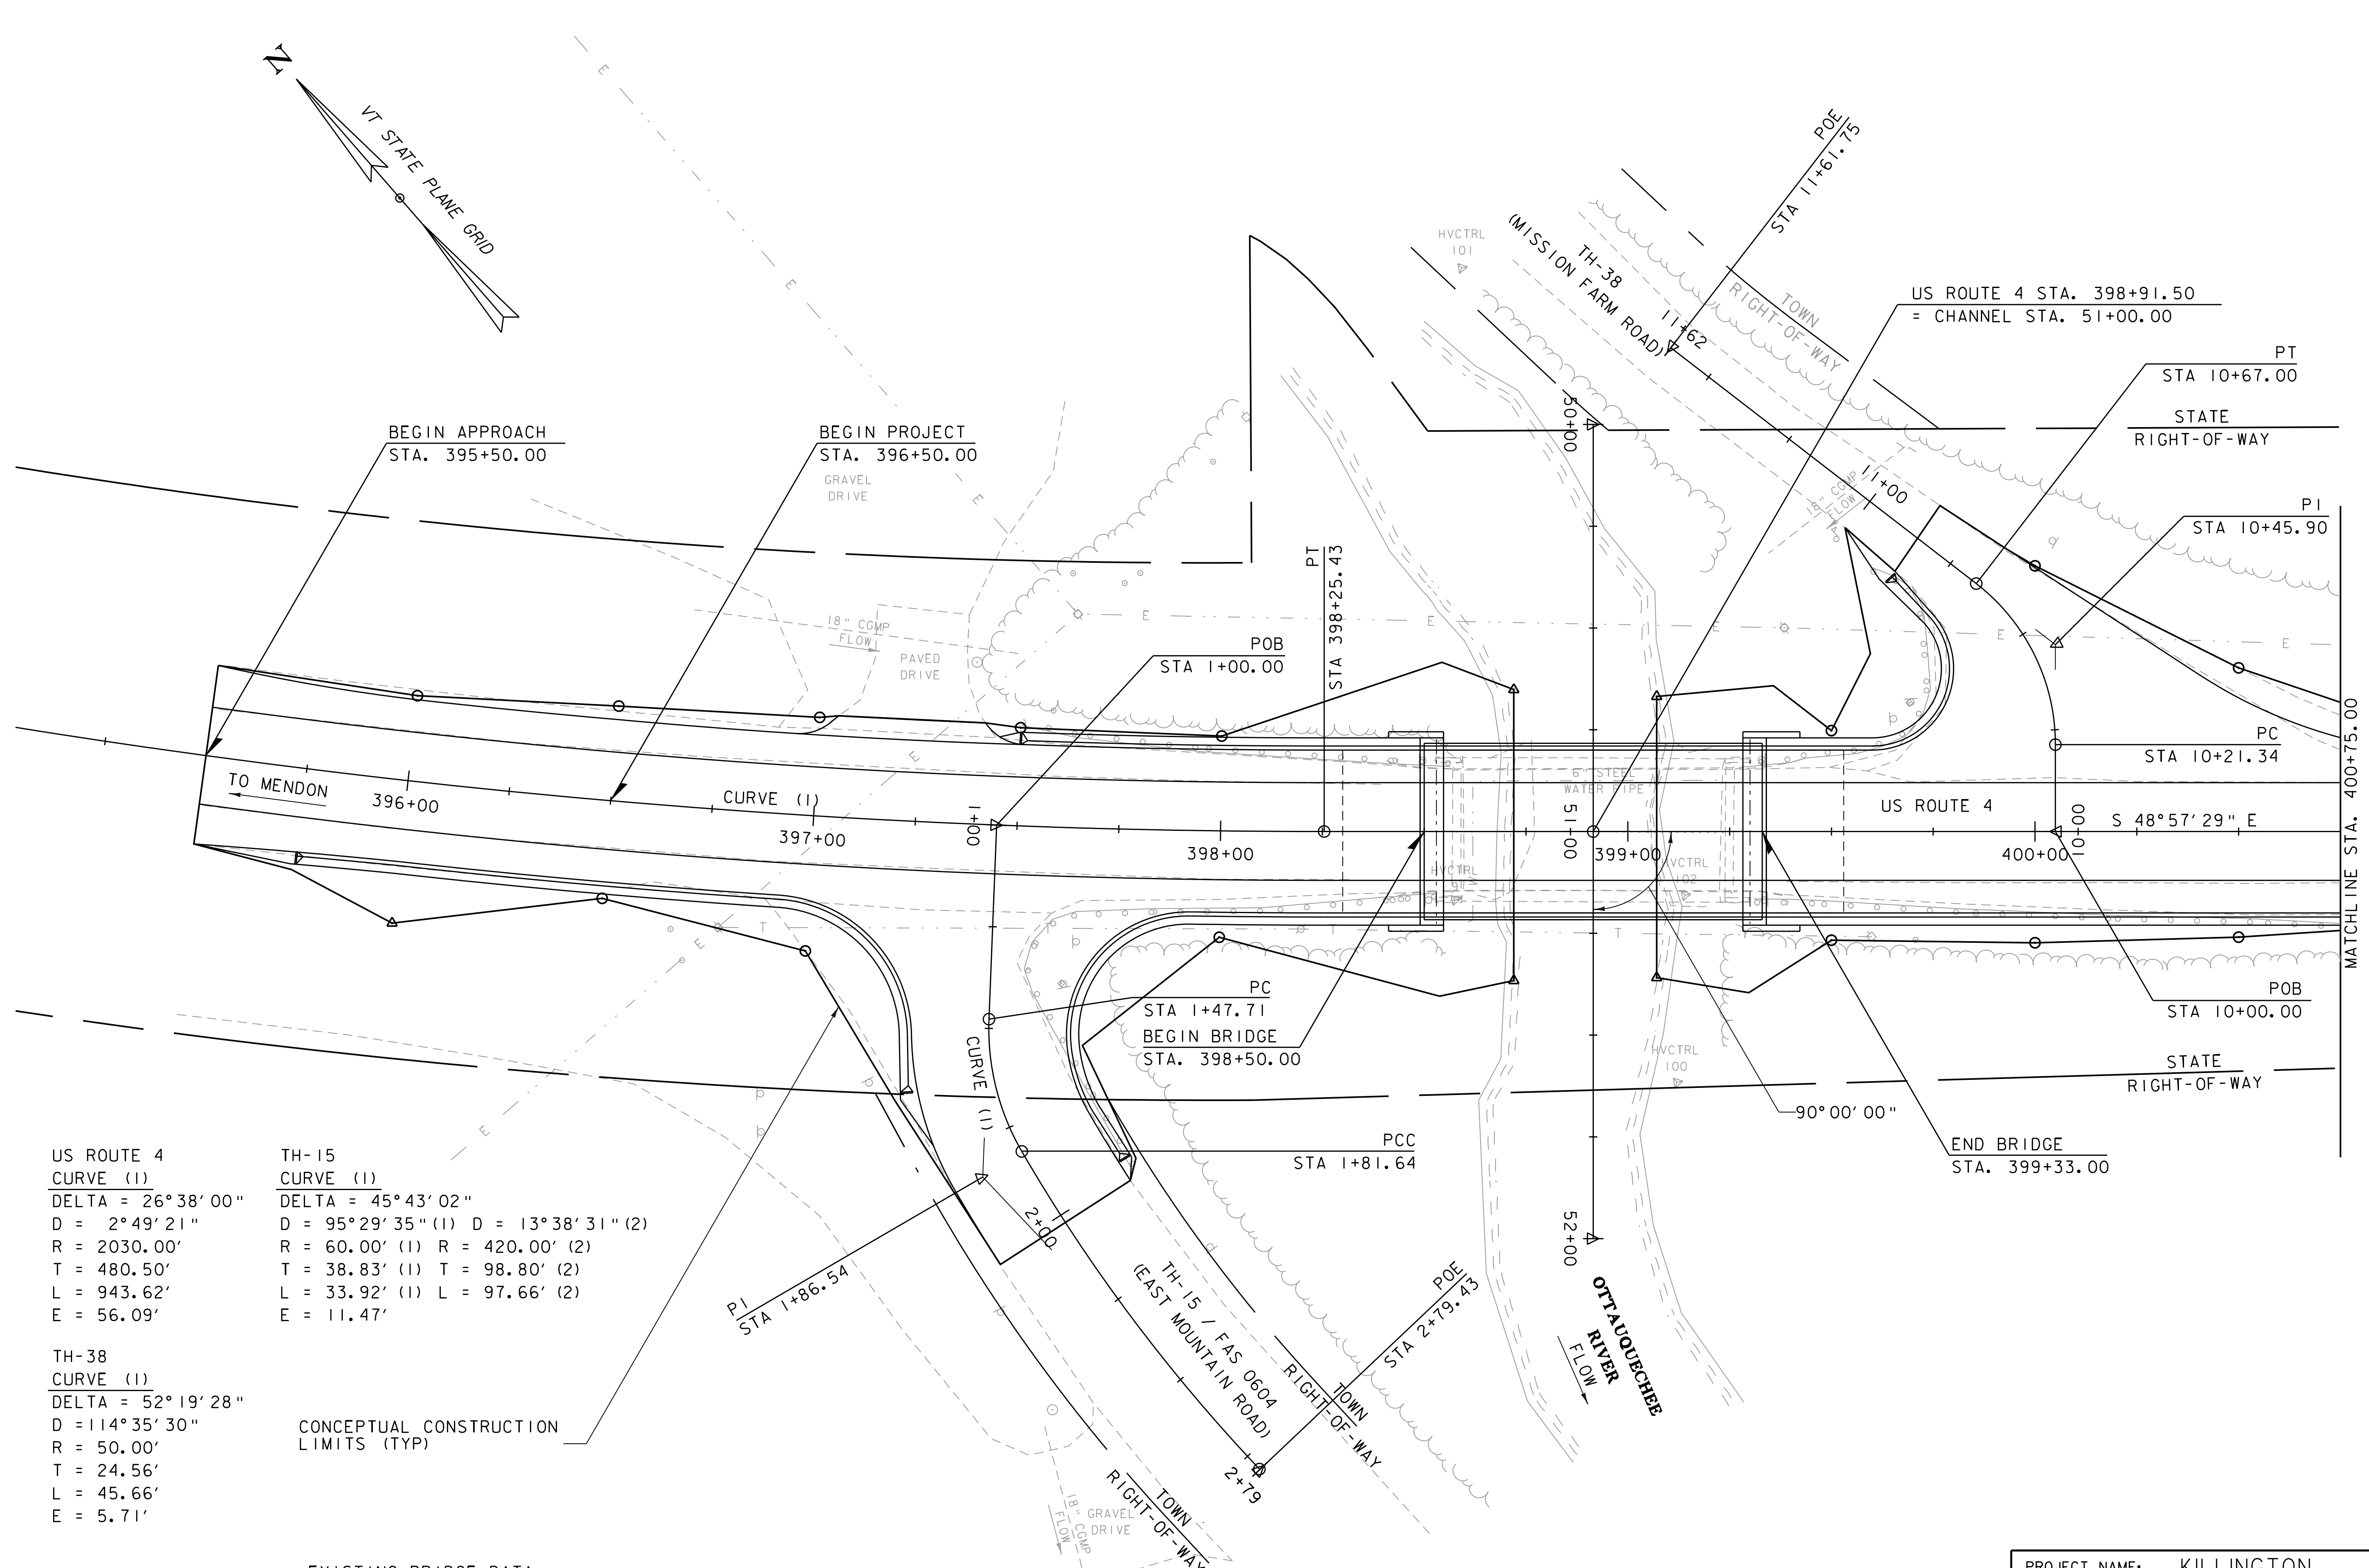 N
VT STATE PLANE GRID
BEGIN APPROACH
STA. 395+50.00
BEGIN PROJECT
STA. 396+50.00
GRAVEL
DRIVE
18" CGMP
FLOW
PAVED
DRIVE
POB
STA 1+00.00
PT
STA 398+25.43
HVCTRL
101
TH-38
(MISSION FARM ROAD)
11+62
POE
STA 11+61.75
TOWN
RIGHT-OF-WAY
US ROUTE 4 STA. 398+91.50
= CHANNEL STA. 51+00.00
PT
STA 10+67.00
STATE
RIGHT-OF-WAY
PI
STA 10+45.90
PC
STA 10+21.34
50+00
11+00
CGMP
FLOW
E
E
E
E
E
E
E
E
E
E
E
E
TO MENDON
396+00
CURVE (1)
397+00
1+00
398+00
6" STEEL
WATER PIPE
51+00
399+00
US ROUTE 4
S 48°57'29" E
400+00
10+00
MATCHLINE STA. 400+75.00
HVCTRL
HVCTRL
102
T
T
T
T
PC
STA 1+47.71
BEGIN BRIDGE
STA. 398+50.00
POB
STA 10+00.00
STATE
RIGHT-OF-WAY
HVCTRL
100
90°00'00"
END BRIDGE
STA. 399+33.00
CURVE (1)
PCC
STA 1+81.64
2+00
PI
STA 1+86.54
52+00
OTTAUQUECHEE
RIVER
FLOW
TH-15 / FAS 0604
(EAST MOUNTAIN ROAD)
TOWN
RIGHT-OF-WAY
POE
STA 2+79.43
2+79
TOWN
RIGHT-OF-WAY
18" CGMP
FLOW
GRAVEL
DRIVE
US ROUTE 4
CURVE (1)
DELTA = 26°38'00"
D = 2°49'21"
R = 2030.00'
T = 480.50'
L = 943.62'
E = 56.09'
TH-15
CURVE (1)
DELTA = 45°43'02"
D = 95°29'35"(1) D = 13°38'31"(2)
R = 60.00' (1) R = 420.00' (2)
T = 38.83' (1) T = 98.80' (2)
L = 33.92' (1) L = 97.66' (2)
E = 11.47'
TH-38
CURVE (1)
DELTA = 52°19'28"
D =114°35'30"
R = 50.00'
T = 24.56'
L = 45.66'
E = 5.71'
CONCEPTUAL CONSTRUCTION
LIMITS (TYP)
EXISTING BRIDGE DATA
PROJECT NAME: KILLINGTON